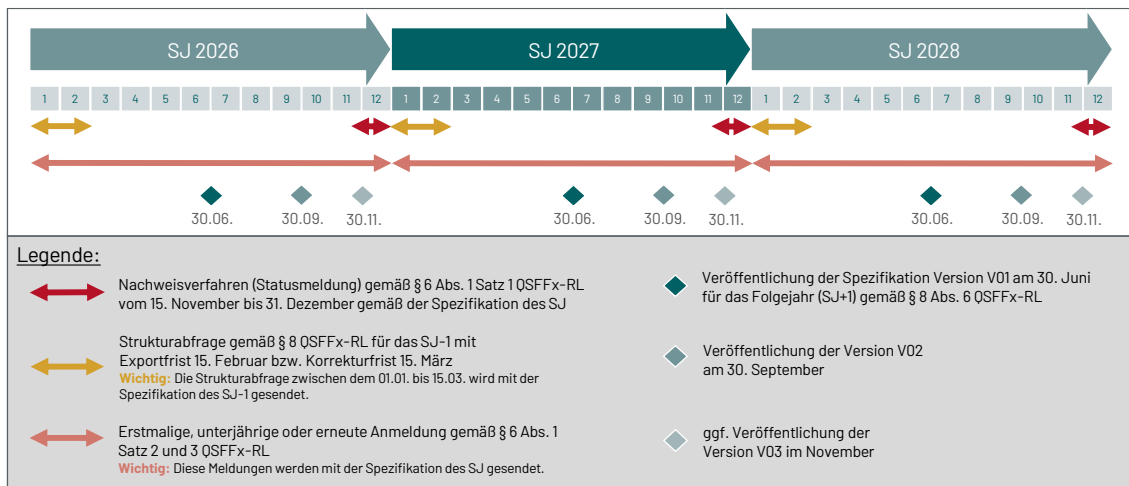 SJ 2026 SJ 2027 SJ 2028
1 2 3 4 5 6 7 8 9 10 11 12 1 2 3 4 5 6 7 8 9 10 11 12 1 2 3 4 5 6 7 8 9 10 11 12
30.06. 30.09. 30.11. 30.06. 30.09. 30.11. 30.06. 30.09. 30.11.
Legende:
Nachweisverfahren (Statusmeldung) gemäß § 6 Abs. 1 Satz 1 QSFFx-RL
vom 15. November bis 31. Dezember gemäß der Spezifikation des SJ
Strukturabfrage gemäß § 8 QSFFx-RL für das SJ-1 mit
Exportfrist 15. Februar bzw. Korrekturfrist 15. März
Wichtig: Die Strukturabfrage zwischen dem 01.01. bis 15.03. wird mit der
Spezifikation des SJ-1 gesendet.
Erstmalige, unterjährige oder erneute Anmeldung gemäß § 6 Abs. 1
Satz 2 und 3 QSFFx-RL
Wichtig: Diese Meldungen werden mit der Spezifikation des SJ gesendet.
Veröffentlichung der Spezifikation Version V01 am 30. Juni
für das Folgejahr (SJ+1) gemäß § 8 Abs. 6 QSFFx-RL
Veröffentlichung der Version V02
am 30. September
ggf. Veröffentlichung der
Version V03 im November